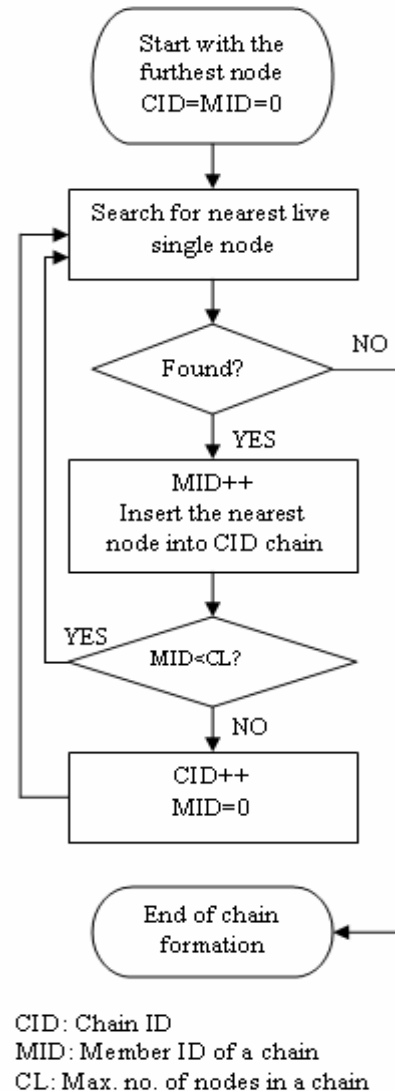 Start with the
furthest node
CID=MID=0
Search for nearest live
single node
Found?
NO
YES
MID++
Insert the nearest
node into CID chain
YES
MID<CL?
NO
CID++
MID=0
End of chain
formation
CID: Chain ID
MID: Member ID of a chain
CL: Max. no. of nodes in a chain